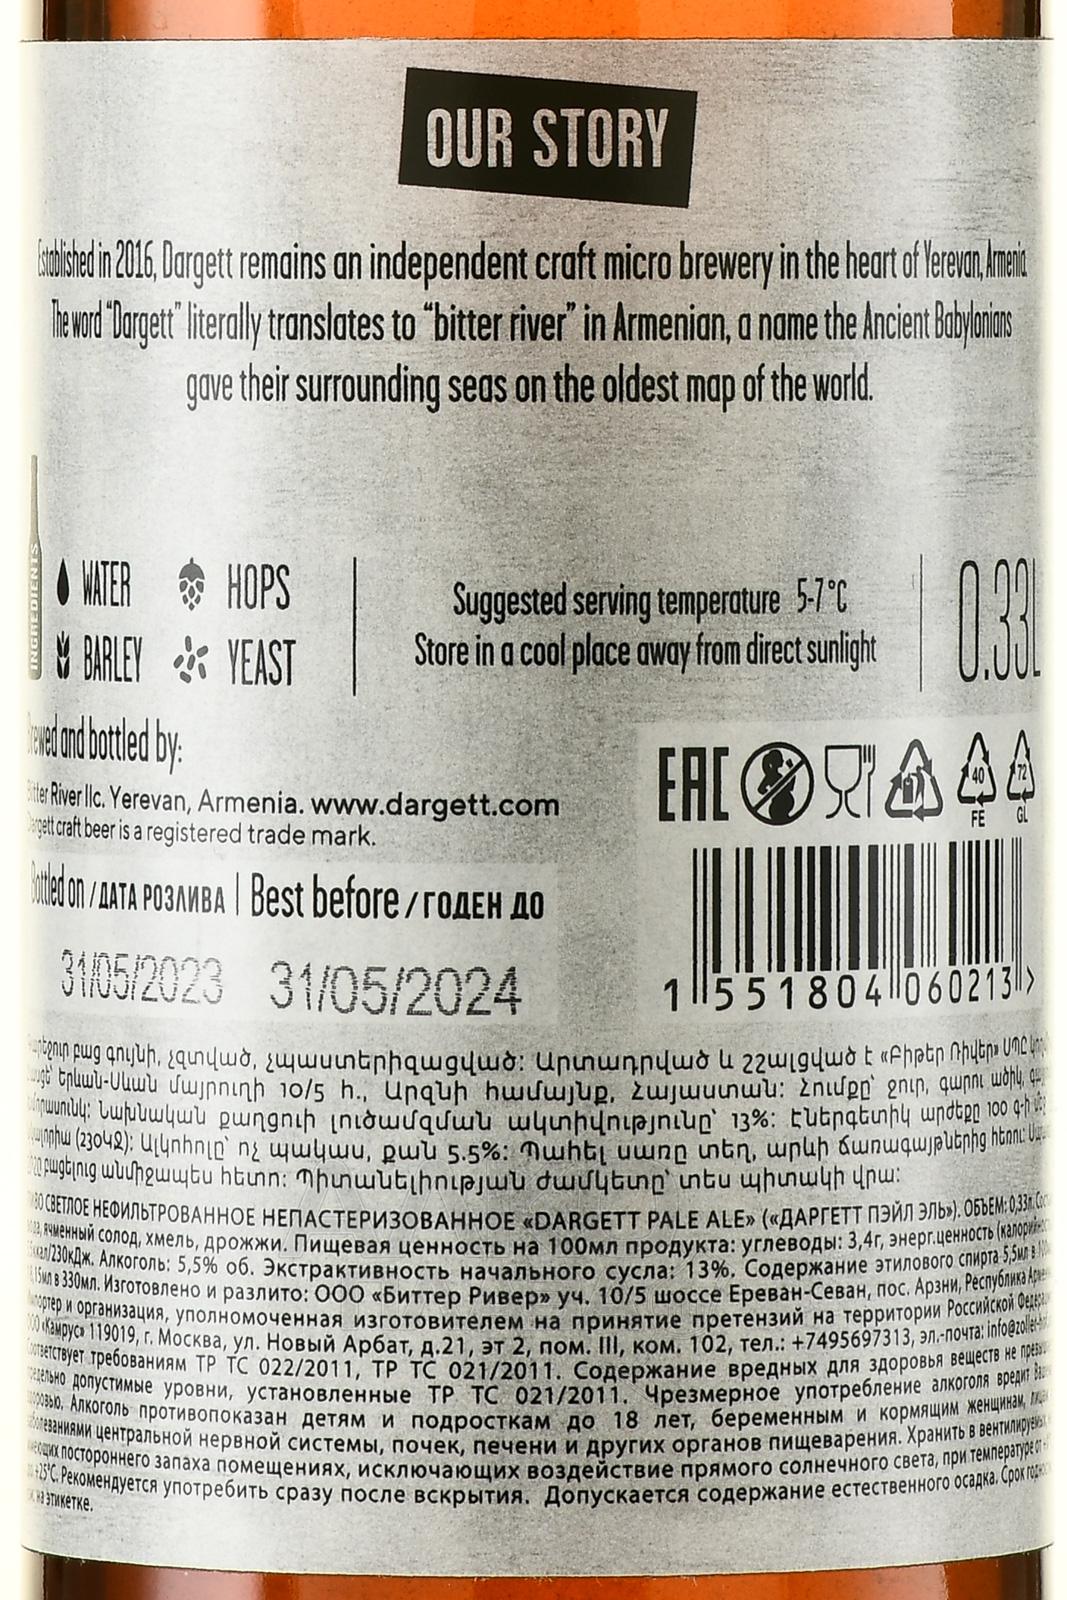 OUR STORY
Established in 2016, Dargett remains an independent craft micro brewery in the heart of Yerevan, Armenia.
The word "Dargett" literally translates to "bitter river" in Armenian, a name the Ancient Babylonians
gave their surrounding seas on the oldest map of the world.
INGREDIENTS
WATER HOPS
BARLEY YEAST
Suggested serving temperature 5-7°C
Store in a cool place away from direct sunlight
0.33L
Brewed and bottled by:
Bitter River llc. Yerevan, Armenia. www.dargett.com
Dargett craft beer is a registered trade mark.
EAC
40 72
FE GL
Bottled on / ДАТА РОЗЛИВА | Best before / ГОДЕН ДО
31/05/2023 31/05/2024
1 551804 060213 >
բաց գույնի, չզտված, չպաստերիզացված: Արտադրված և շշալցված է «Բիթեր Ռիվեր» ՍՊԸ
Երևան-Սևան մայրուղի 10/5 հ., Արզնի համայնք, Հայաստան: Հումքը՝ ջուր, գարու ածիկ,
Նախնական քաղցուի լուծամզման ակտիվությունը՝ 13%: Էներգետիկ արժեքը 100 գ-ի
(230կՋ): Ալկոհոլը՝ ոչ պակաս, քան 5.5%: Պահել սառը տեղ, արևի ճառագայթներից հեռու:
բացելուց անմիջապես հետո: Պիտանելիության ժամկետը՝ տես պիտակի վրա:
СВЕТЛОЕ НЕФИЛЬТРОВАННОЕ НЕПАСТЕРИЗОВАННОЕ «DARGETT PALE ALE» («ДАРГЕТТ ПЭЙЛ ЭЛЬ»). ОБЪЕМ: 0,33л.
ячменный солод, хмель, дрожжи. Пищевая ценность на 100мл продукта: углеводы: 3,4г, энерг.ценность
/230кДж. Алкоголь: 5,5% об. Экстрактивность начального сусла: 13%. Содержание этилового спирта 5,5мл в
в 330мл. Изготовлено и разлито: ООО «Биттер Ривер» уч. 10/5 шоссе Ереван-Севан, пос. Арзни, Республика
и организация, уполномоченная изготовителем на принятие претензий на территории Российской
ООО «Камрус» 119019, г. Москва, ул. Новый Арбат, д.21, эт 2, пом. III, ком. 102, тел.: +7495697313, эл.-почта:
требованиям ТР ТС 022/2011, ТР ТС 021/2011. Содержание вредных для здоровья веществ не
допустимые уровни, установленные ТР ТС 021/2011. Чрезмерное употребление алкоголя вредит
Алкоголь противопоказан детям и подросткам до 18 лет, беременным и кормящим женщинам,
центральной нервной системы, почек, печени и других органов пищеварения. Хранить в
постороннего запаха помещениях, исключающих воздействие прямого солнечного света, при температуре от
+25°С. Рекомендуется употребить сразу после вскрытия. Допускается содержание естественного осадка. Срок
на этикетке.